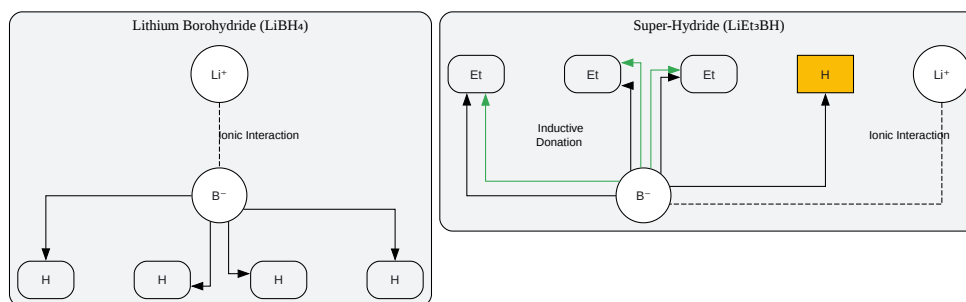 Lithium Borohydride (LiBH₄)
Li⁺
Ionic Interaction
B⁻
H
H
H
H
Super-Hydride (LiEt₃BH)
Et
Et
Et
H
Li⁺
Inductive
Donation
Ionic Interaction
B⁻